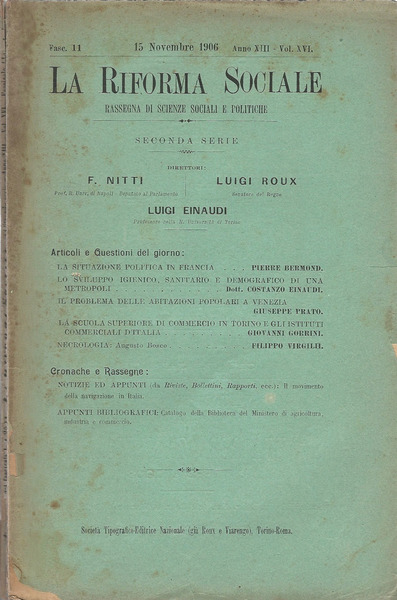 Fasc. 11 15 Novembre 1906 Anno XIII - Vol. XVI.
LA RIFORMA SOCIALE
RASSEGNA DI SCIENZE SOCIALI E POLITICHE
SECONDA SERIE
DIRETTORI:
F. NITTI LUIGI ROUX
Prof. R. Univ. di Napoli - Deputato al Parlamento Senatore del Regno
LUIGI EINAUDI
Professore nella R. Università di Torino
Articoli e Questioni del giorno:
LA SITUAZIONE POLITICA IN FRANCIA . . . PIERRE BERMOND.
LO SVILUPPO IGIENICO, SANITARIO E DEMOGRAFICO DI UNA
METROPOLI . . . Dott. COSTANZO EINAUDI.
IL PROBLEMA DELLE ABITAZIONI POPOLARI A VENEZIA
GIUSEPPE PRATO.
LA SCUOLA SUPERIORE DI COMMERCIO IN TORINO E GLI ISTITUTI
COMMERCIALI D'ITALIA . . . GIOVANNI GORRINI.
NECROLOGIA: Augusto Bosco . . . FILIPPO VIRGILII.
Cronache e Rassegne:
NOTIZIE ED APPUNTI (da Riviste, Bollettini, Rapporti, ecc.): Il movimento
della navigazione in Italia.
APPUNTI BIBLIOGRAFICI: Catalogo della Biblioteca del Ministero di agricoltura,
industria e commercio.
Società Tipografico-Editrice Nazionale (già Roux e Viarengo), Torino-Roma.